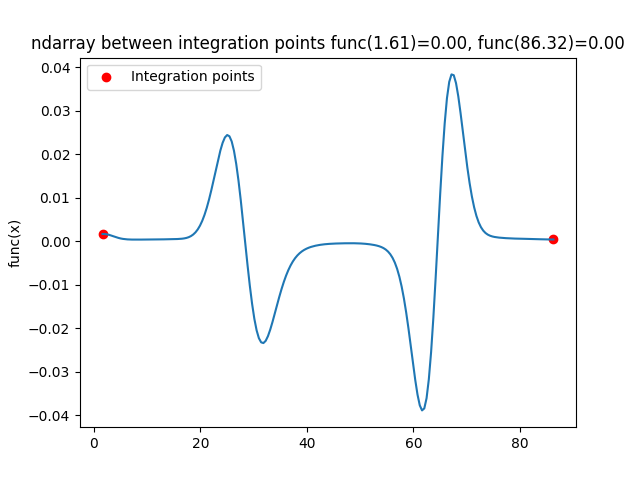 ndarray between integration points func(1.61)=0.00, func(86.32)=0.00
Integration points
func(x)
0.04
0.03
0.02
0.01
0.00
−0.01
−0.02
−0.03
−0.04
0 20 40 60 80